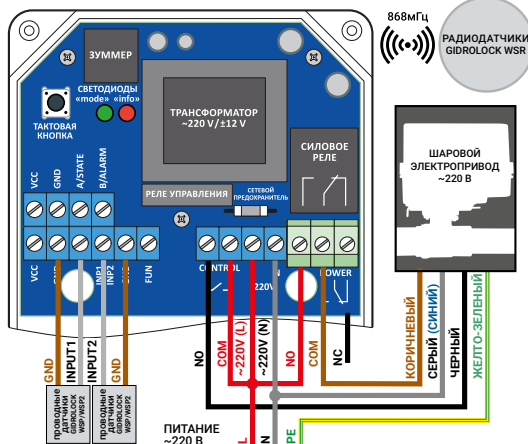 868мГц
РАДИОДАТЧИКИ
GIDROLOCK WSR
ЗУММЕР
СВЕТОДИОДЫ
«mode» «info»
ТАКТОВАЯ
КНОПКА
ТРАНСФОРМАТОР
~220 V/±12 V
СИЛОВОЕ
РЕЛЕ
ШАРОВОЙ
ЭЛЕКТРОПРИВОД
~220 В
VCC
GND
A/STATE
B/ALARM
РЕЛЕ УПРАВЛЕНИЯ
СЕТЕВОЙ
ПРЕДОХРАНИТЕЛЬ
VCC
GND
INP1
INP2
GND
FUN
CONTROL
220V
N
POWER
GND
INPUT1
INPUT2
GND
NO
COM
~220V (L)
~220V (N)
NO
COM
NC
КОРИЧНЕВЫЙ
СЕРЫЙ (СИНИЙ)
ЧЕРНЫЙ
ЖЕЛТО-ЗЕЛЕНЫЙ
проводные
датчики
GIDROLOCK
WSP/WSP2
проводные
датчики
GIDROLOCK
WSP/WSP2
ПИТАНИЕ
~220 В
L
N
PE